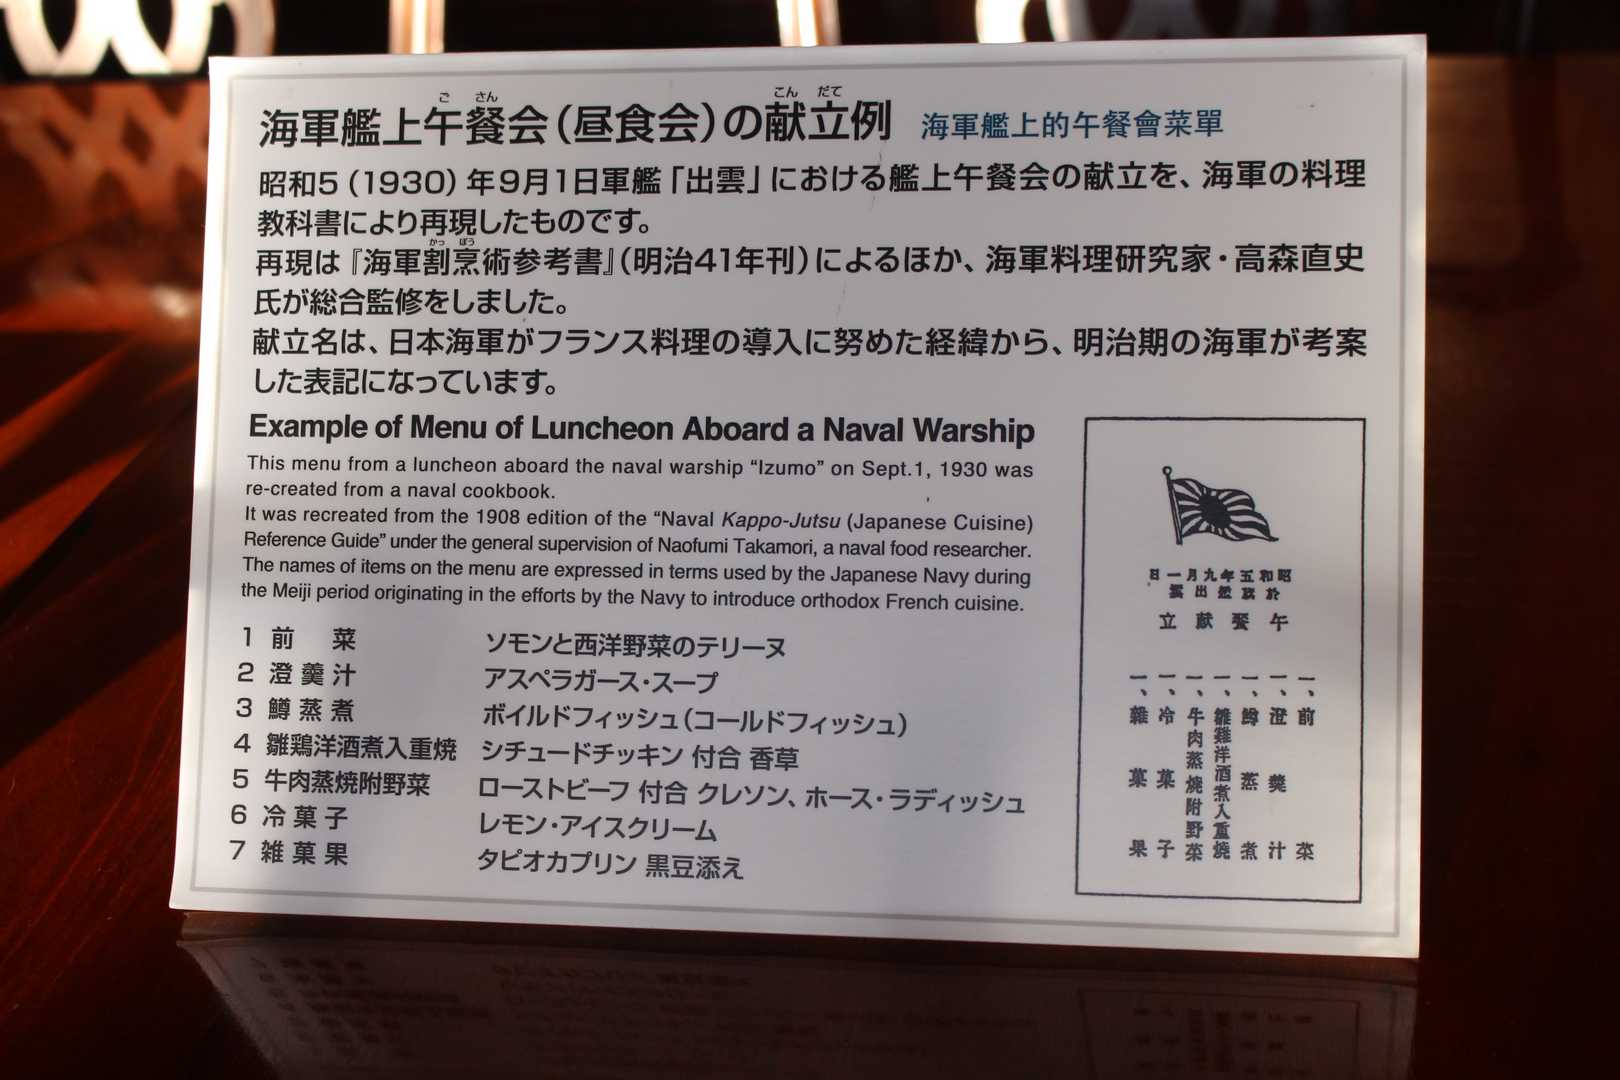 海軍艦上午餐会(昼食会)の献立例 海軍艦上的午餐會菜單
ご さん こん だて
昭和5(1930)年9月1日軍艦「出雲」における艦上午餐会の献立を、海軍の料理
教科書により再現したものです。
かっ ぽう
再現は『海軍割烹術参考書』(明治41年刊)によるほか、海軍料理研究家・高森直史
氏が総合監修をしました。
献立名は、日本海軍がフランス料理の導入に努めた経緯から、明治期の海軍が考案
した表記になっています。
Example of Menu of Luncheon Aboard a Naval Warship
This menu from a luncheon aboard the naval warship “Izumo” on Sept.1, 1930 was
re-created from a naval cookbook.
It was recreated from the 1908 edition of the “Naval Kappo-Jutsu (Japanese Cuisine)
Reference Guide” under the general supervision of Naofumi Takamori, a naval food researcher.
The names of items on the menu are expressed in terms used by the Japanese Navy during
the Meiji period originating in the efforts by the Navy to introduce orthodox French cuisine.
1 前 菜 ソモンと西洋野菜のテリーヌ
2 澄羹汁 アスペラガース・スープ
3 鱒蒸煮 ボイルドフィッシュ(コールドフィッシュ)
4 雛鶏洋酒煮入重焼 シチュードチッキン 付合 香草
5 牛肉蒸焼附野菜 ローストビーフ 付合 クレソン、ホース・ラディッシュ
6 冷菓子 レモン・アイスクリーム
7 雑菓果 タピオカプリン 黒豆添え
日一月九年五和昭
雲出艦軍於
立献餐午
一、前菜
一、澄羹汁
一、鱒蒸煮
一、雛雞洋酒煮入重焼
一、牛肉蒸焼附野菜
一、冷菓子
一、雜菓果